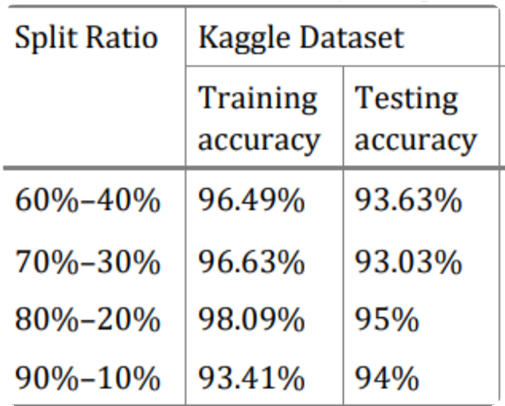 Split Ratio Kaggle Dataset
Training accuracy Testing accuracy
60%–40% 96.49% 93.63%
70%–30% 96.63% 93.03%
80%–20% 98.09% 95%
90%–10% 93.41% 94%